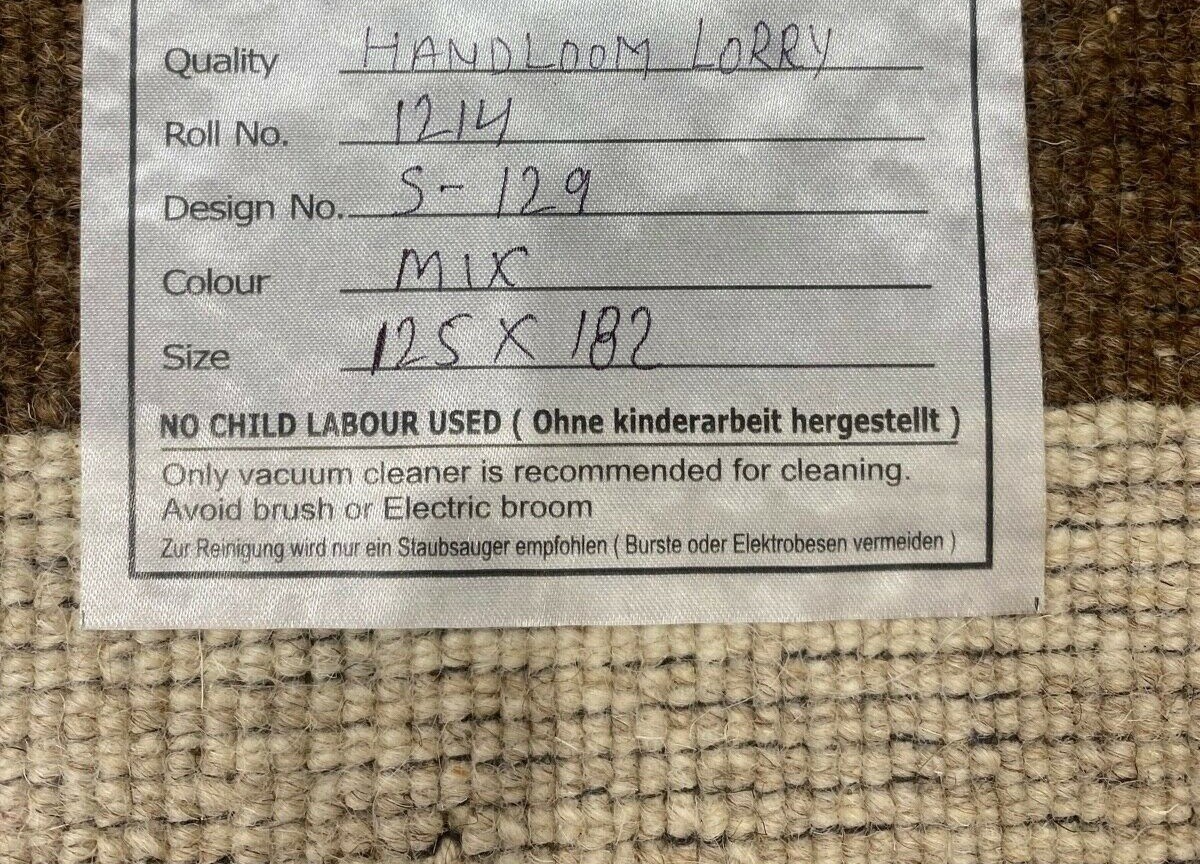 Quality HANDLOOM LORRY
Roll No. 1214
Design No. S-129
Colour MIX
Size 125 X 182
NO CHILD LABOUR USED ( Ohne kinderarbeit hergestellt )
Only vacuum cleaner is recommended for cleaning.
Avoid brush or Electric broom
Zur Reinigung wird nur ein Staubsauger empfohlen ( Burste oder Elektrobesen vermeiden )